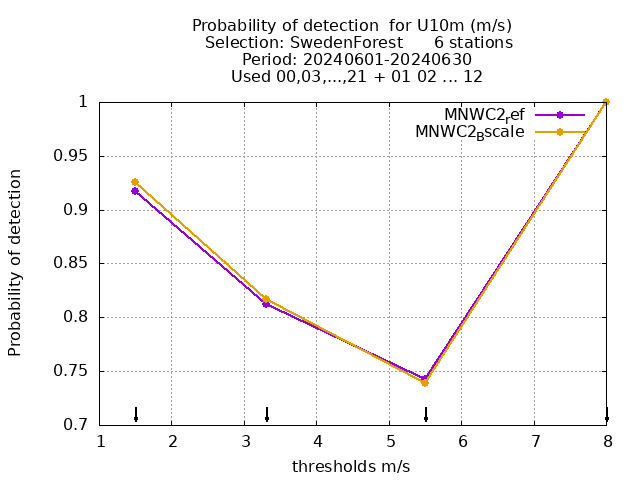 Probability of detection  for U10m (m/s)
Selection: SwedenForest      6 stations
Period: 20240601-20240630
Used 00,03,...,21 + 01 02 ... 12
MNWC2ref
MNWC2Bscale
1
0.95
0.9
0.85
0.8
0.75
0.7
Probability of detection
1 2 3 4 5 6 7 8
thresholds m/s